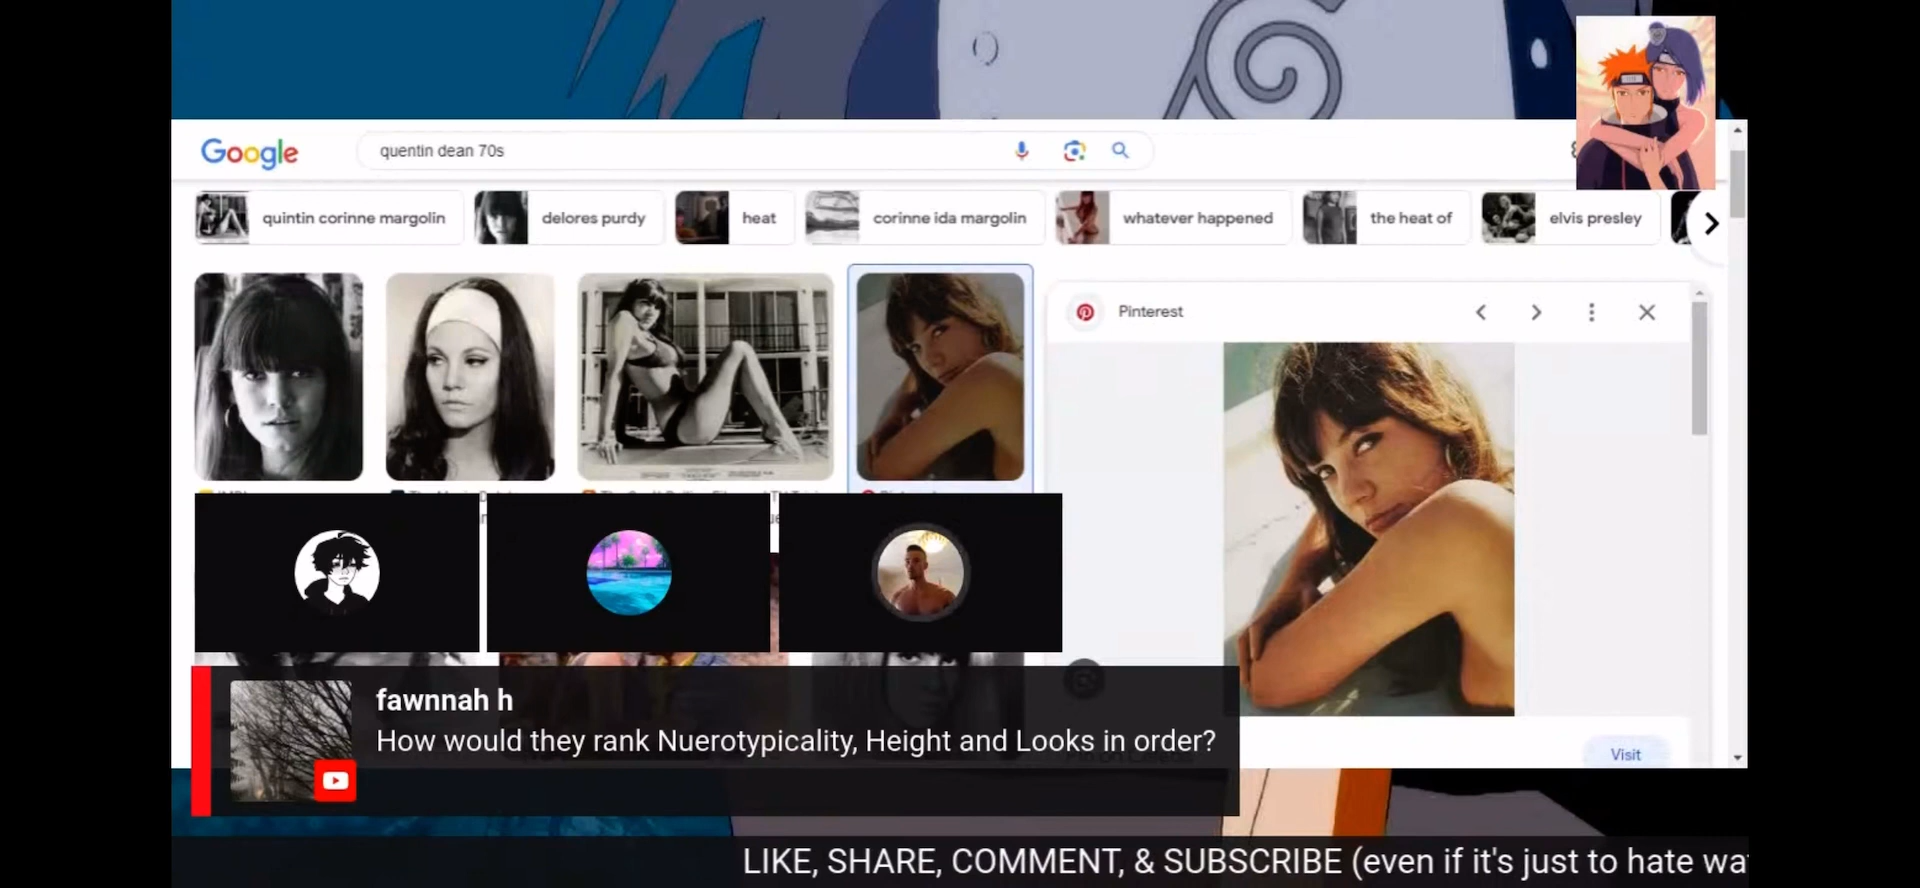 Google
quentin dean 70s
quintin corinne margolin
delores purdy
heat
corinne ida margolin
whatever happened
the heat of
elvis presley
Pinterest
fawnnah h
How would they rank Nuerotypicality, Height and Looks in order?
Visit
LIKE, SHARE, COMMENT, & SUBSCRIBE (even if it's just to hate wa